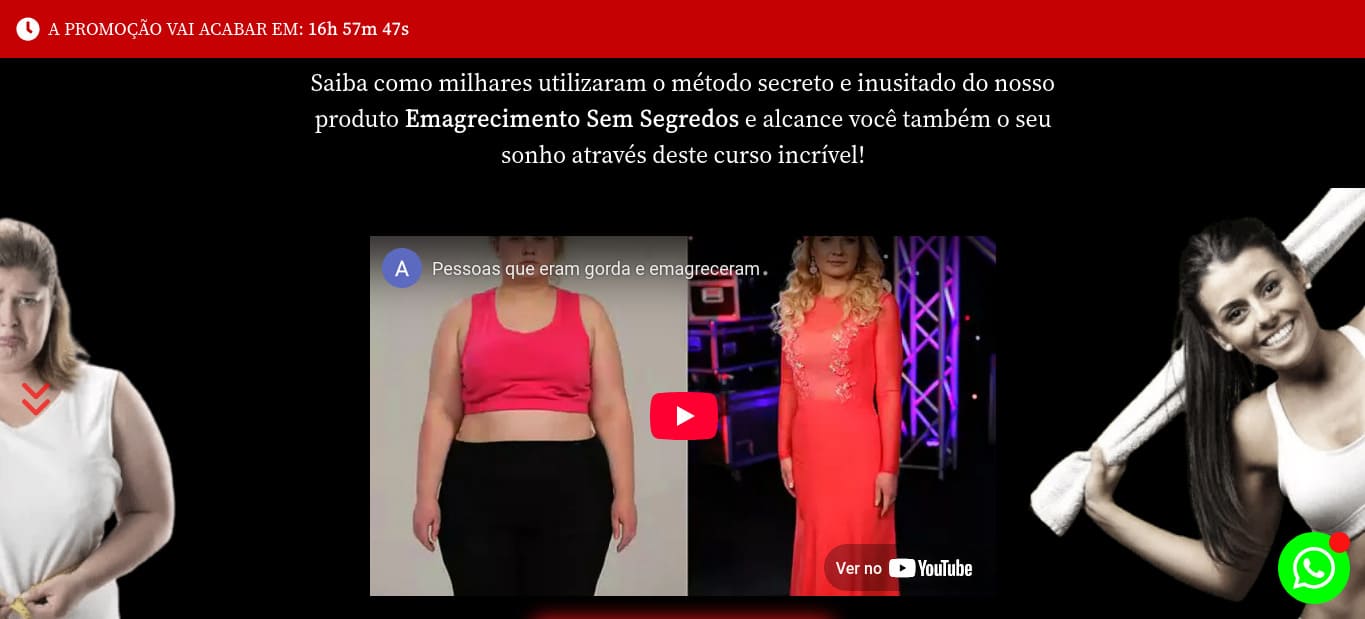 A PROMOÇÃO VAI ACABAR EM: 16h 57m 47s
Saiba como milhares utilizaram o método secreto e inusitado do nosso
produto Emagrecimento Sem Segredos e alcance você também o seu
sonho através deste curso incrível!
A
Pessoas que eram gorda e emagreceram.
Ver no YouTube